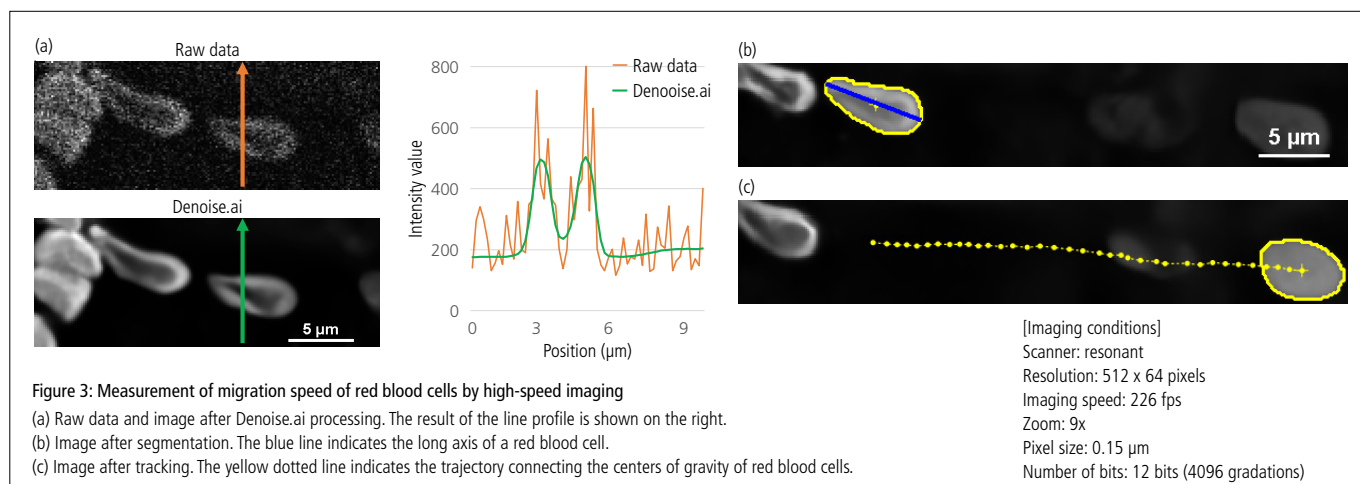 (a)
Raw data
Denoise.ai
5 µm
800
600
400
200
0
Intensity value
0 3 6 9
Position (µm)
Raw data
Denooise.ai
(b)
5 µm
(c)
[Imaging conditions]
Scanner: resonant
Resolution: 512 x 64 pixels
Imaging speed: 226 fps
Zoom: 9x
Pixel size: 0.15 µm
Number of bits: 12 bits (4096 gradations)
Figure 3: Measurement of migration speed of red blood cells by high-speed imaging
(a) Raw data and image after Denoise.ai processing. The result of the line profile is shown on the right.
(b) Image after segmentation. The blue line indicates the long axis of a red blood cell.
(c) Image after tracking. The yellow dotted line indicates the trajectory connecting the centers of gravity of red blood cells.